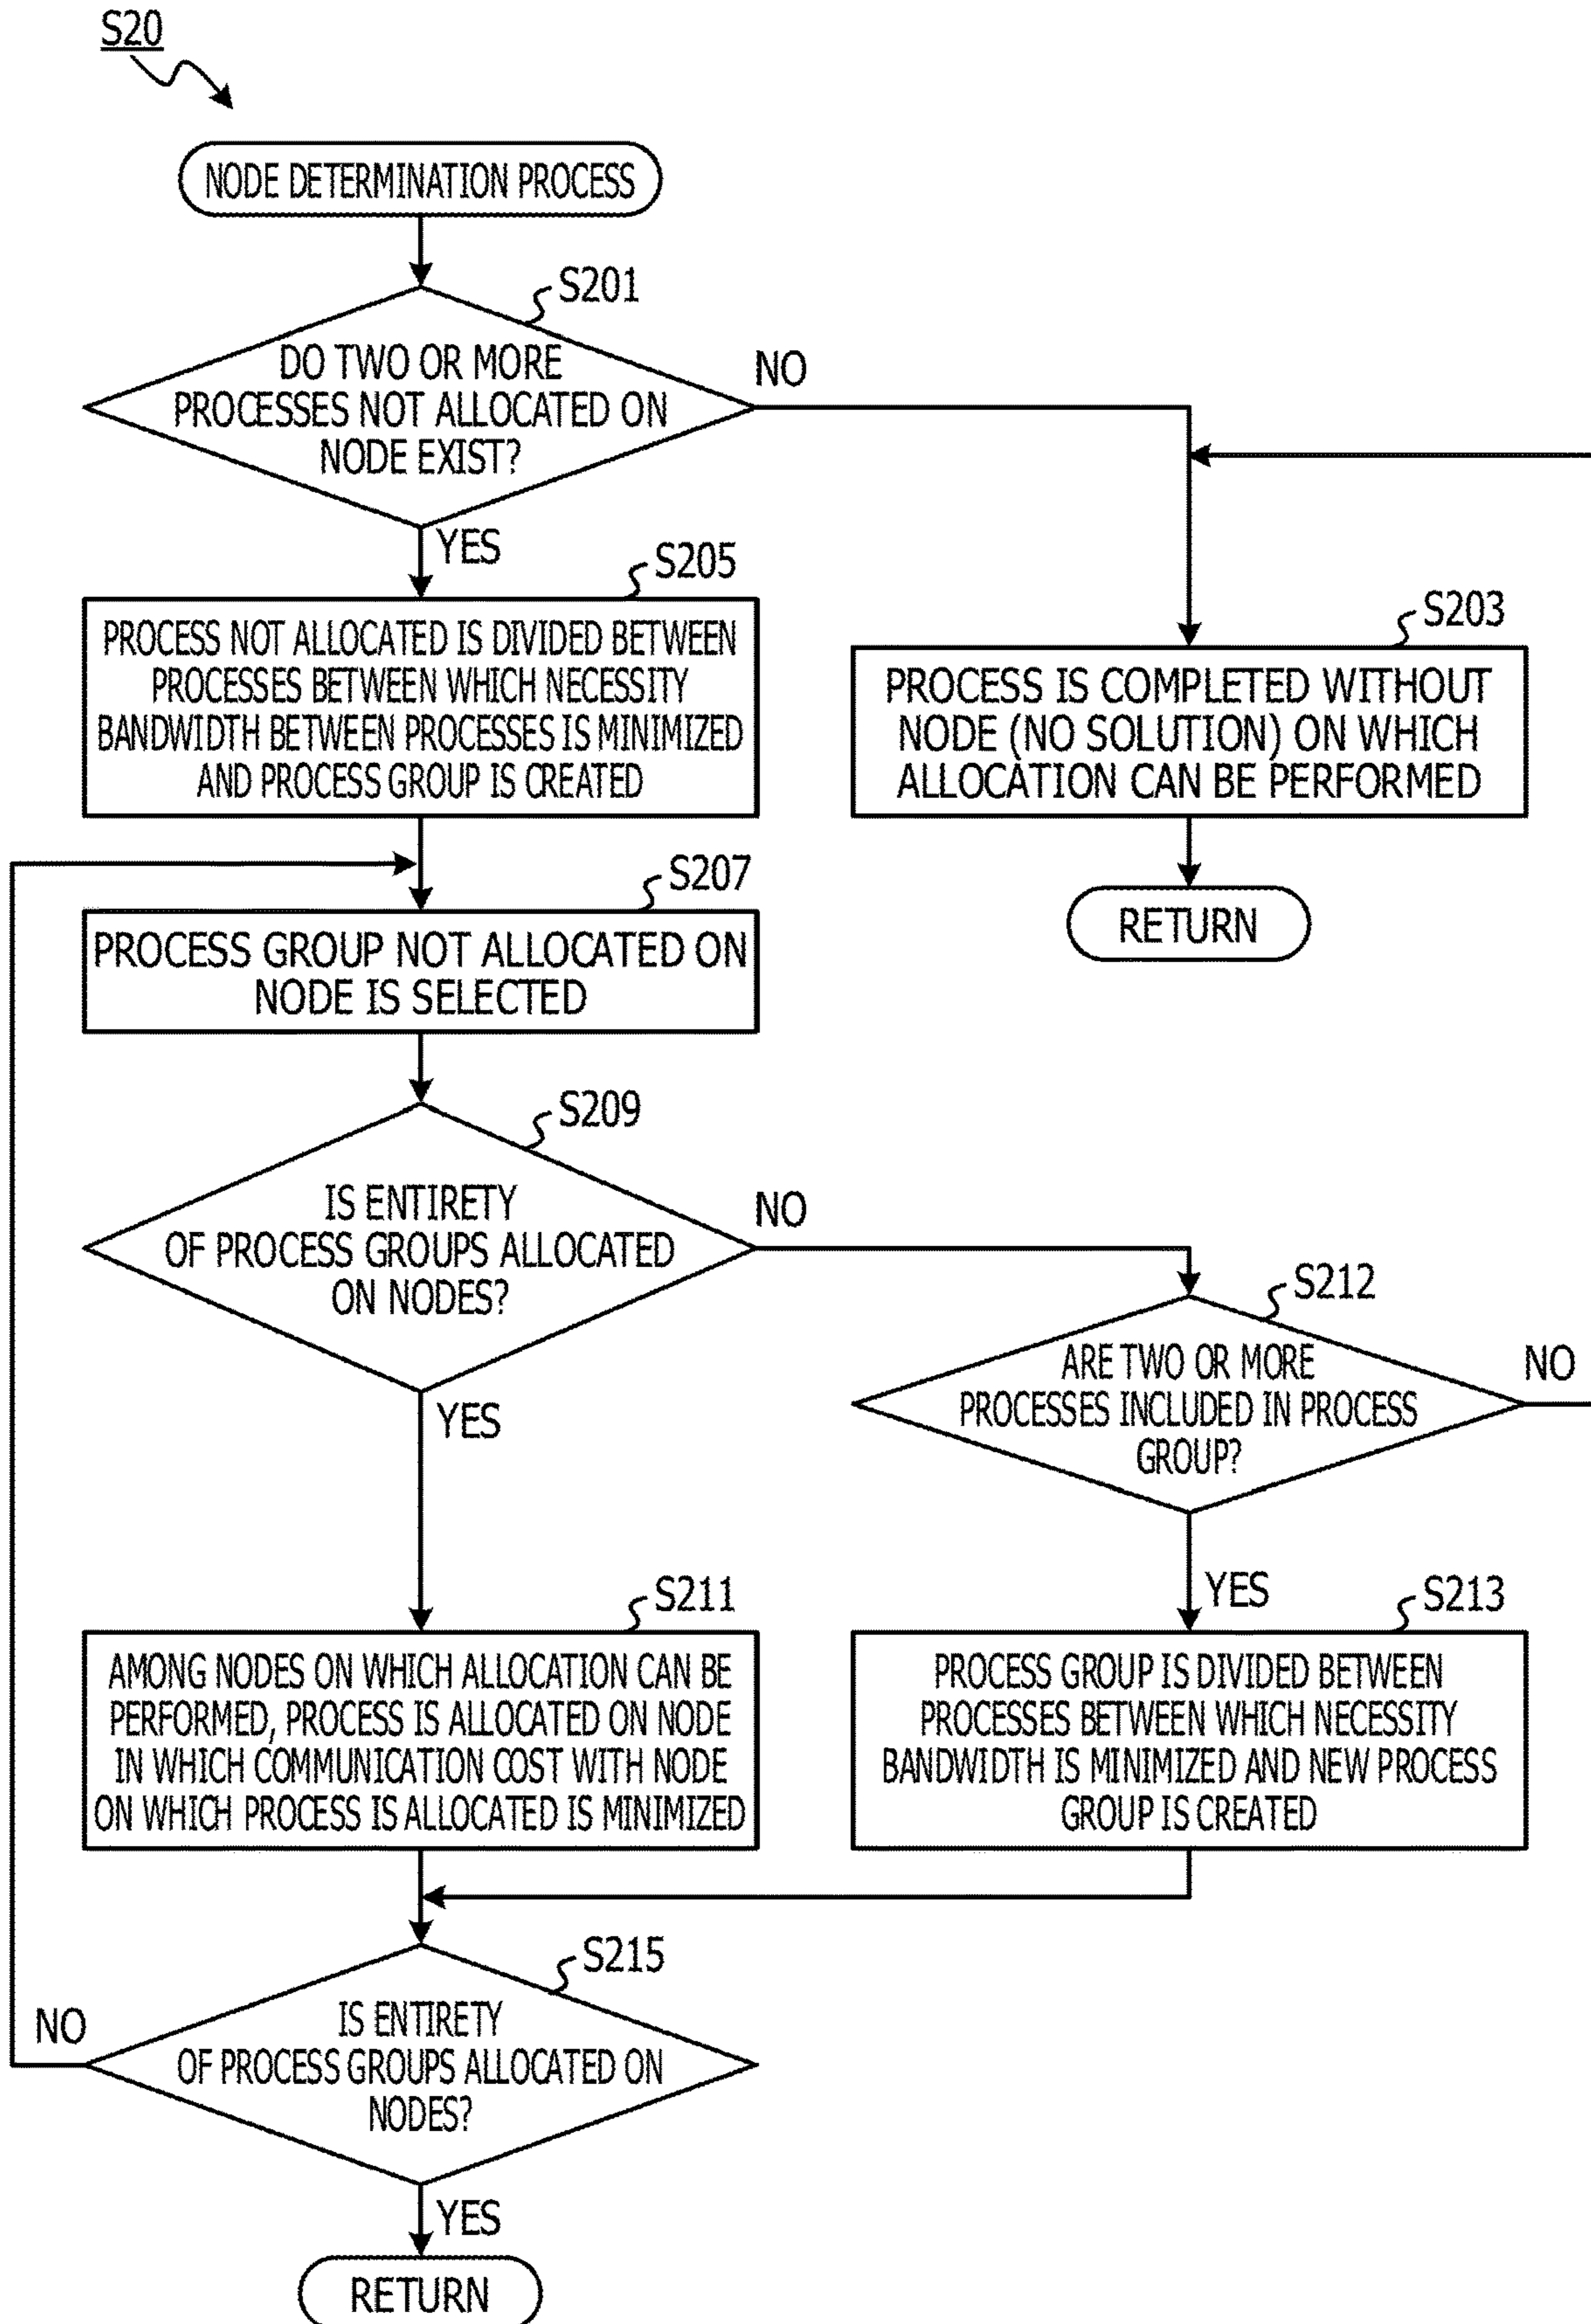 S20
NODE DETERMINATION PROCESS
S201
DO TWO OR MORE
PROCESSES NOT ALLOCATED ON
NODE EXIST?
NO
YES
S205
PROCESS NOT ALLOCATED IS DIVIDED BETWEEN
PROCESSES BETWEEN WHICH NECESSITY
BANDWIDTH BETWEEN PROCESSES IS MINIMIZED
AND PROCESS GROUP IS CREATED
S203
PROCESS IS COMPLETED WITHOUT
NODE (NO SOLUTION) ON WHICH
ALLOCATION CAN BE PERFORMED
RETURN
S207
PROCESS GROUP NOT ALLOCATED ON
NODE IS SELECTED
S209
IS ENTIRETY
OF PROCESS GROUPS ALLOCATED
ON NODES?
NO
YES
S212
ARE TWO OR MORE
PROCESSES INCLUDED IN PROCESS
GROUP?
NO
YES
S211
AMONG NODES ON WHICH ALLOCATION CAN BE
PERFORMED, PROCESS IS ALLOCATED ON NODE
IN WHICH COMMUNICATION COST WITH NODE
ON WHICH PROCESS IS ALLOCATED IS MINIMIZED
S213
PROCESS GROUP IS DIVIDED BETWEEN
PROCESSES BETWEEN WHICH NECESSITY
BANDWIDTH IS MINIMIZED AND NEW PROCESS
GROUP IS CREATED
S215
IS ENTIRETY
OF PROCESS GROUPS ALLOCATED ON
NODES?
NO
YES
RETURN